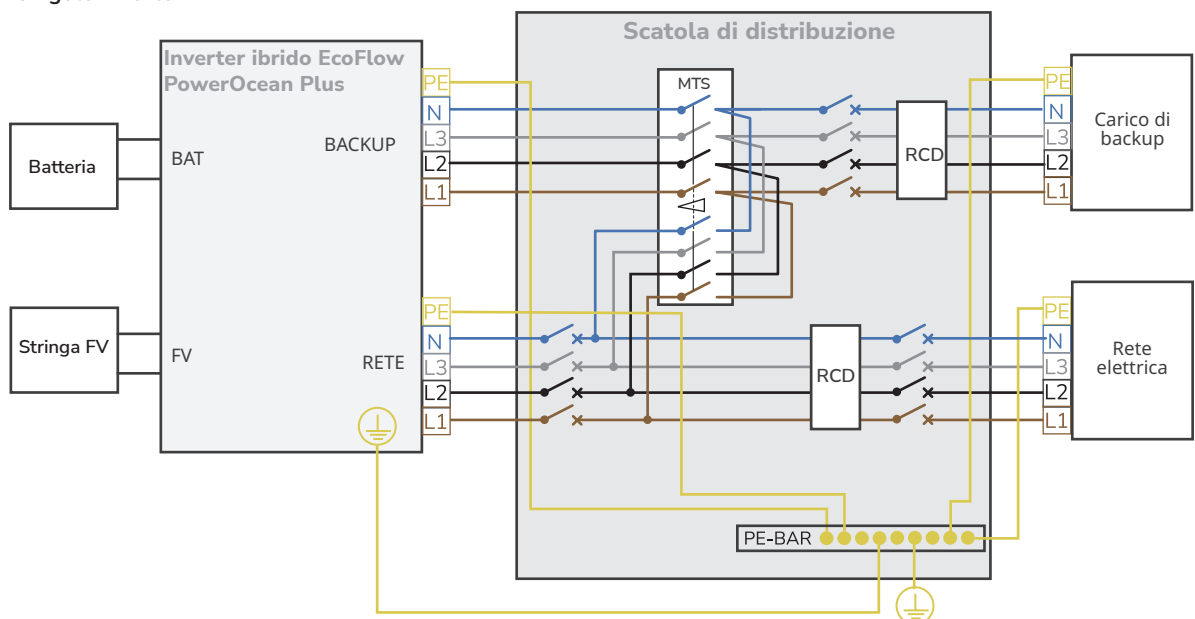 Scatola di distribuzione
Inverter ibrido EcoFlow
PowerOcean Plus
Batteria
BAT
BACKUP
PE
N
L3
L2
L1
MTS
RCD
PE
N
L3
L2
L1
Carico di
backup
Stringa FV
FV
RETE
PE
N
L3
L2
L1
RCD
PE
N
L3
L2
L1
Rete
elettrica
PE-BAR